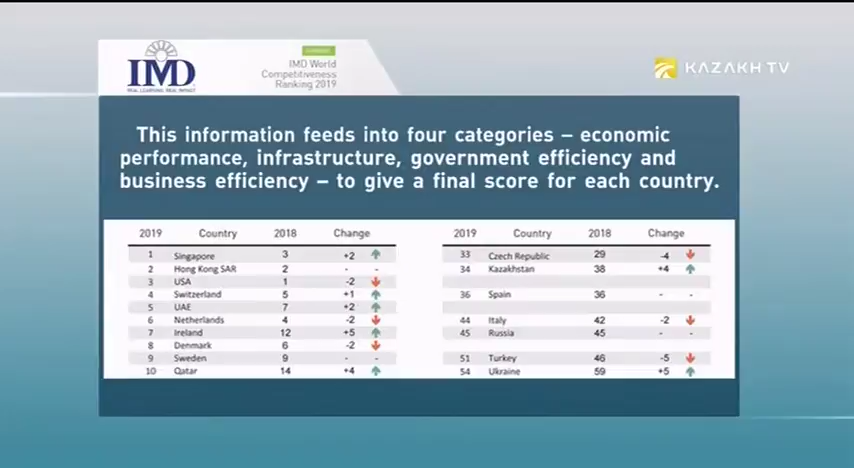 IMD
REAL LEARNING. REAL IMPACT
IMD World
Competitiveness
Ranking 2019
KAZAKH TV
This information feeds into four categories – economic
performance, infrastructure, government efficiency and
business efficiency – to give a final score for each country.
2019 Country 2018 Change
1 Singapore 3 +2
2 Hong Kong SAR 2 - -
3 USA 1 -2
4 Switzerland 5 +1
5 UAE 7 +2
6 Netherlands 4 -2
7 Ireland 12 +5
8 Denmark 6 -2
9 Sweden 9 - -
10 Qatar 14 +4
2019 Country 2018 Change
33 Czech Republic 29 -4
34 Kazakhstan 38 +4
36 Spain 36 - -
44 Italy 42 -2
45 Russia 45 - -
51 Turkey 46 -5
54 Ukraine 59 +5